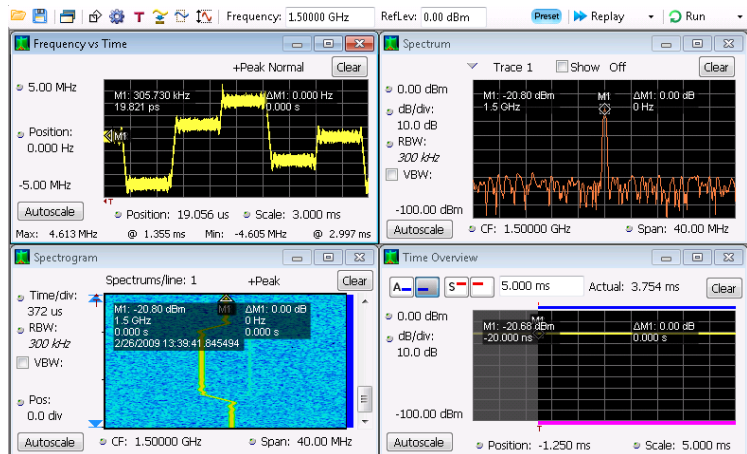 Frequency: 1.50000 GHz RefLev: 0.00 dBm Preset Replay Run
Frequency vs Time
+Peak Normal Clear
5.00 MHz
M1: 305.730 kHz ΔM1: 0.000 Hz
19.821 ps 0.000 s
Position:
0.000 Hz
M1
-5.00 MHz
T
Autoscale Position: 19.056 us Scale: 3.000 ms
Max: 4.613 MHz @ 1.355 ms Min: -4.605 MHz @ 2.997 ms
Spectrum
Trace 1 Show Off Clear
0.00 dBm
M1: -20.80 dBm M1 ΔM1: 0.00 dB
1.5 GHz 0 Hz
dB/div:
10.0 dB
RBW:
300 kHz
VBW:
-100.00 dBm
Autoscale CF: 1.50000 GHz Span: 40.00 MHz
Spectrogram
Spectrums/line: 1 +Peak Clear
Time/div:
372 us
M1: -20.80 dBm M1 ΔM1: 0.00 dB
1.5 GHz 0 Hz
0.000 s 0.000 s
2/26/2009 13:39:41.845494
RBW:
300 kHz
VBW:
Pos:
0.0 div
Autoscale CF: 1.50000 GHz Span: 40.00 MHz
Time Overview
A S 5.000 ms Actual: 3.754 ms Clear
0.00 dBm
M1
M1: -20.68 dBm ΔM1: 0.00 dB
-20.000 ns 0.000 s
dB/div:
10.0 dB
-100.00 dBm
T
Autoscale Position: -1.250 ms Scale: 5.000 ms